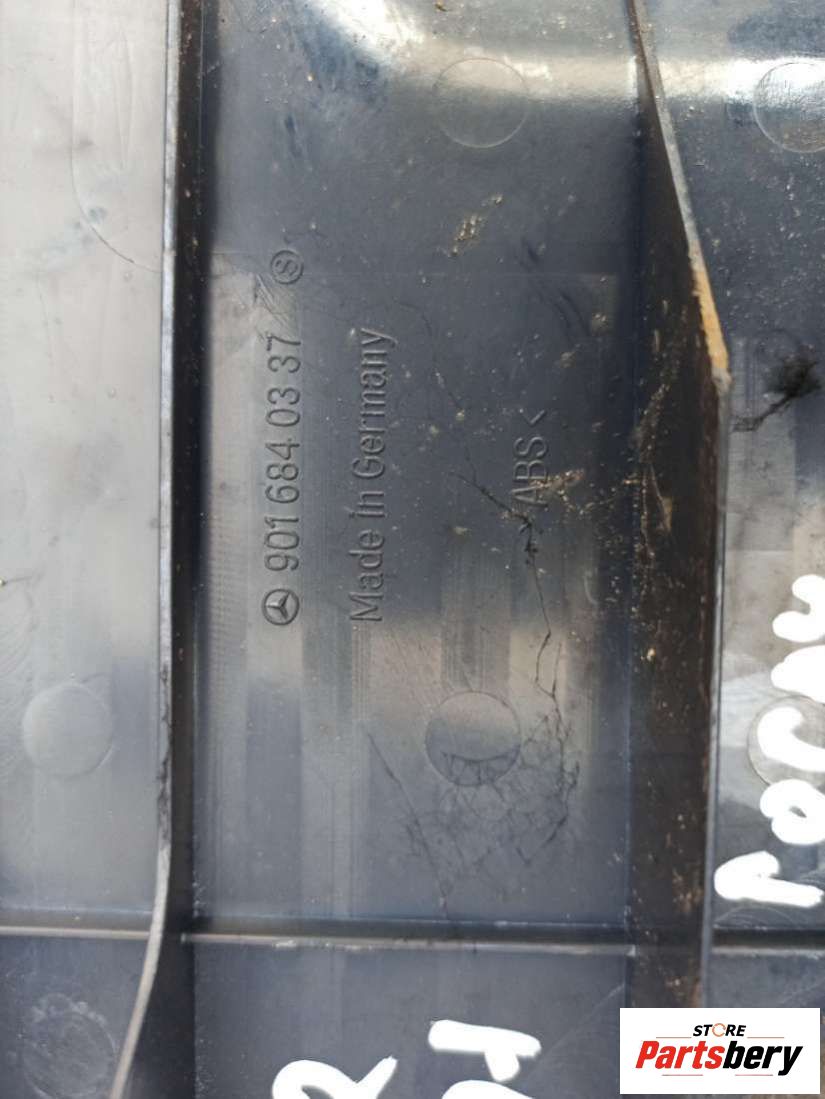 901 684 03 37 Ⓢ
Made in Germany
>ABS<
STORE
Partsbery